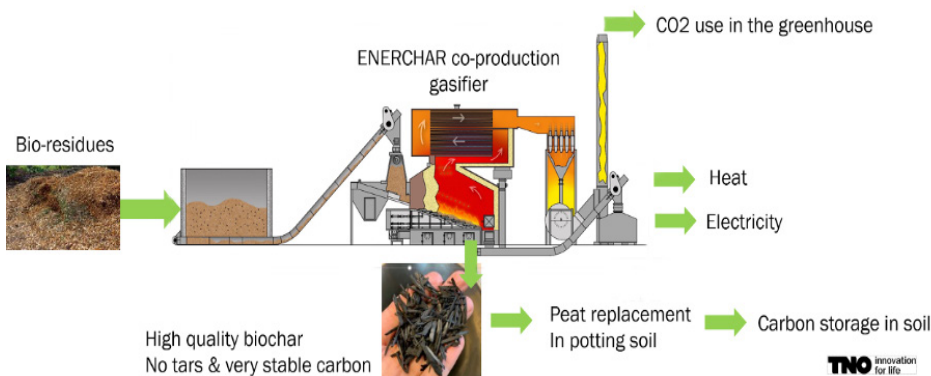 CO2 use in the greenhouse
ENERCHAR co-production
gasifier
Bio-residues
Heat
Electricity
High quality biochar
No tars & very stable carbon
Peat replacement
In potting soil
Carbon storage in soil
TNO innovation
for life